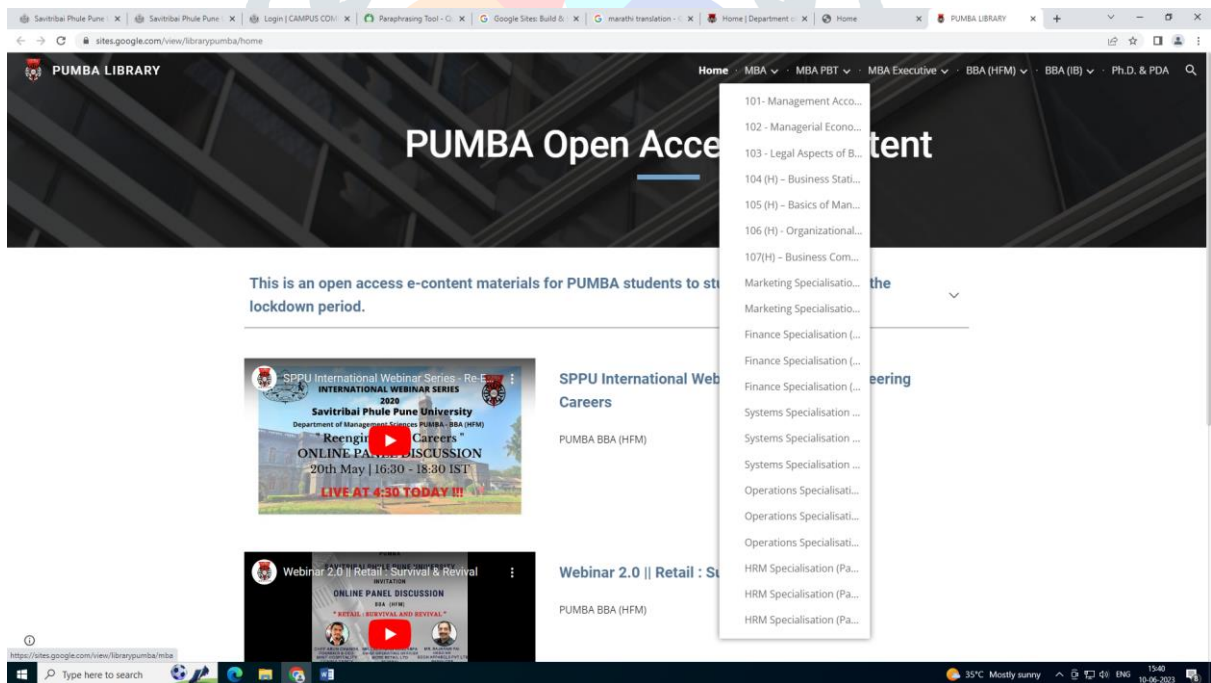 Savitribai Phule Pune
Savitribai Phule Pune
Login | CAMPUS COM
Paraphrasing Tool - Q
Google Sites: Build &
marathi translation - G
Home | Department o
Home
PUMBA LIBRARY
sites.google.com/view/librarypumba/home
PUMBA LIBRARY
Home
MBA
MBA PBT
MBA Executive
BBA (HFM)
BBA (IB)
Ph.D. & PDA
PUMBA Open Acce
tent
101- Management Acco...
102 - Managerial Econo...
103 - Legal Aspects of B...
104 (H) – Business Stati...
105 (H) – Basics of Man...
106 (H) - Organizational...
107(H) – Business Com...
Marketing Specialisatio...
Marketing Specialisatio...
Finance Specialisation (...
Finance Specialisation (...
Finance Specialisation (...
Systems Specialisation ...
Systems Specialisation ...
Systems Specialisation ...
Operations Specialisati...
Operations Specialisati...
Operations Specialisati...
HRM Specialisation (Pa...
HRM Specialisation (Pa...
HRM Specialisation (Pa...
This is an open access e-content materials for PUMBA students to stu
the
lockdown period.
SPPU International Webinar Series - Re-E...
INTERNATIONAL WEBINAR SERIES
2020
Savitribai Phule Pune University
Department of Management Sciences PUMBA - BBA (HFM)
" Reengin Careers "
ONLINE PANEL DISCUSSION
20th May | 16:30 - 18:30 IST
LIVE AT 4:30 TODAY !!!
SPPU International Web
eering
Careers
PUMBA BBA (HFM)
PUMBA
Webinar 2.0 || Retail : Survival & Revival
INVITATION
ONLINE PANEL DISCUSSION
BBA (HFM)
" RETAIL : SURVIVAL AND REVIVAL "
Webinar 2.0 || Retail : Su
PUMBA BBA (HFM)
https://sites.google.com/view/librarypumba/mba
Type here to search
35°C Mostly sunny
ENG
15:40
10-06-2023